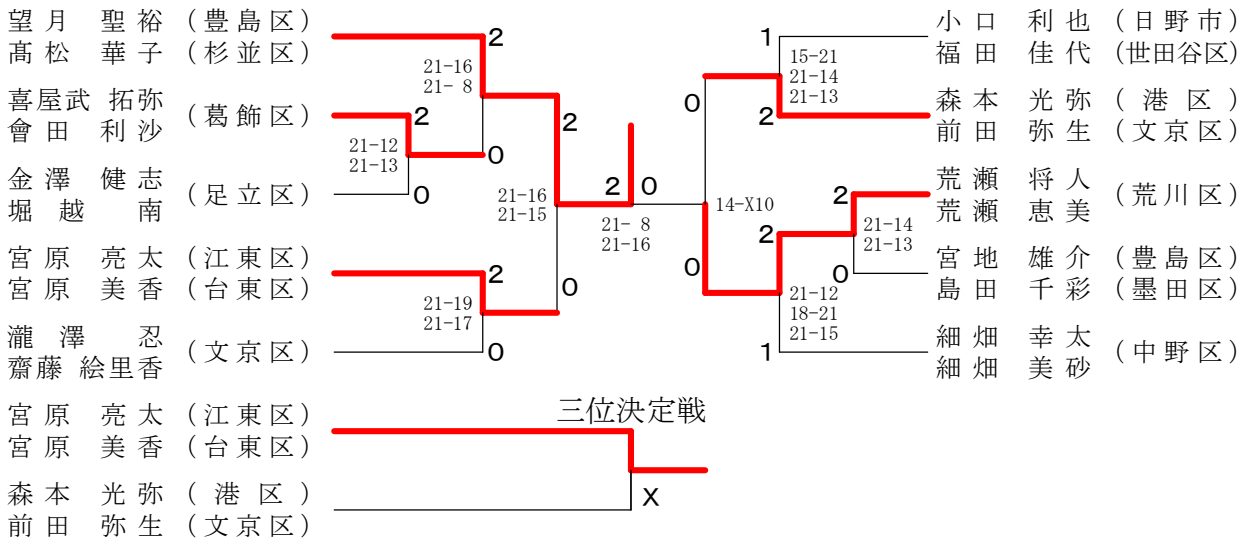 望月 聖裕 (豊島区)
髙松 華子 (杉並区)
喜屋武 拓弥
會田 利沙
(葛飾区)
金澤 健志
堀越 南
(足立区)
宮原 亮太 (江東区)
宮原 美香 (台東区)
瀧澤 忍
齋藤 絵里香
(文京区)
2
21-16
21- 8
2
0
21-12
21-13
0
2
21-16
21-15
2
0
21-19
21-17
0
2 0
21- 8
21-16
0
14-X10
0
1
15-21
21-14
21-13
2
2
21-14
21-13
2
0
21-12
18-21
21-15
1
小口 利也 (日野市)
福田 佳代 (世田谷区)
森本 光弥 (港区)
前田 弥生 (文京区)
荒瀬 将人
荒瀬 恵美
(荒川区)
宮地 雄介 (豊島区)
島田 千彩 (墨田区)
細畑 幸太
細畑 美砂
(中野区)
三位決定戦
宮原 亮太 (江東区)
宮原 美香 (台東区)
森本 光弥 (港区)
前田 弥生 (文京区)
X